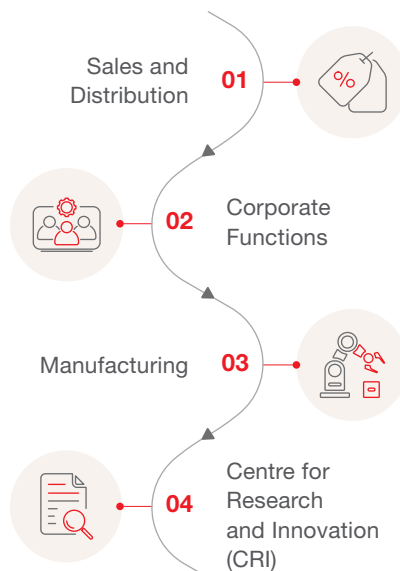 Sales and
Distribution
01
%
02
Corporate
Functions
Manufacturing
03
04
Centre for
Research
and Innovation
(CRI)